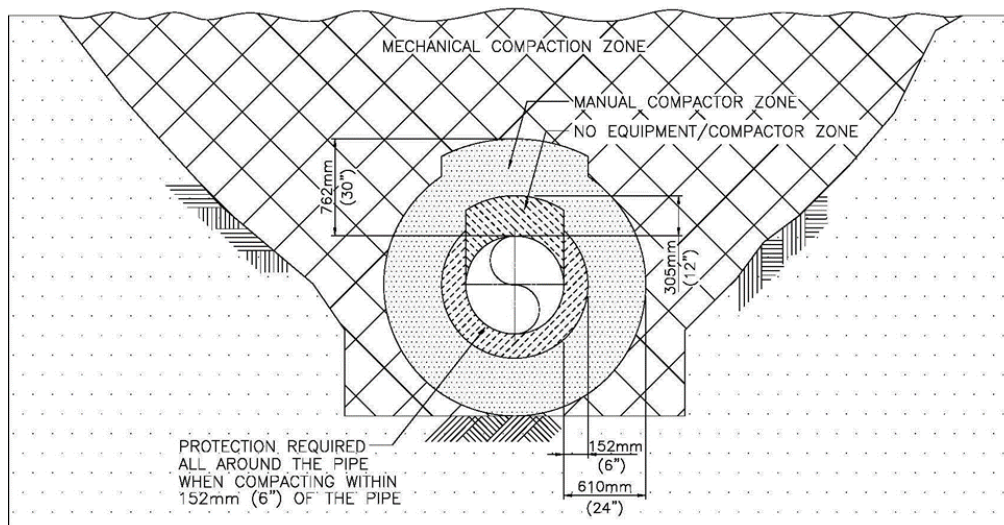 MECHANICAL COMPACTION ZONE
MANUAL COMPACTOR ZONE
NO EQUIPMENT/COMPACTOR ZONE
762mm
(30")
305mm
(12")
PROTECTION REQUIRED
ALL AROUND THE PIPE
WHEN COMPACTING WITHIN
152mm (6") OF THE PIPE
152mm
(6")
610mm
(24")